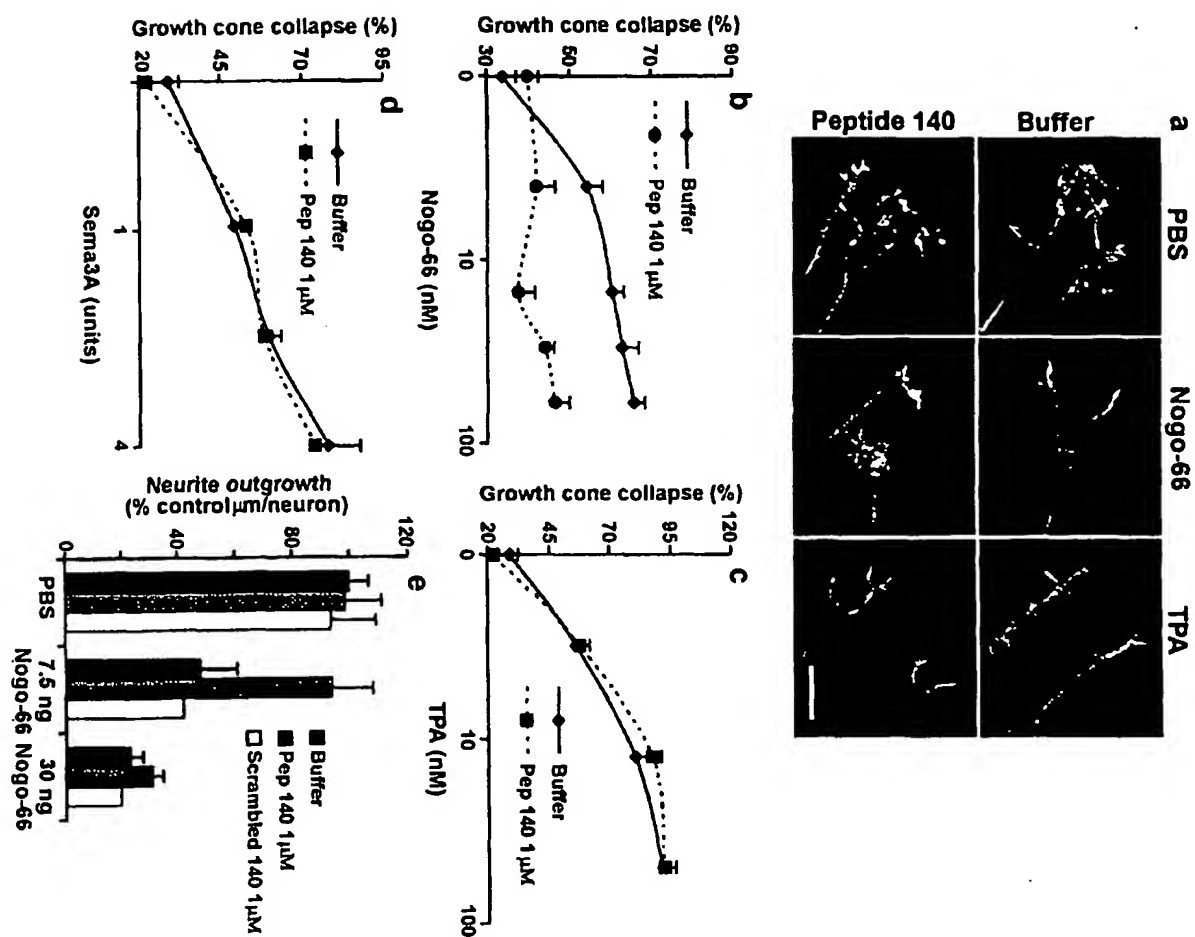 a
PBS
Nogo-66
TPA
Buffer
Peptide 140
b
Growth cone collapse (%)
90
70
50
30
0
10
100
Nogo-66 (nM)
Buffer
Pep 140 1µM
c
Growth cone collapse (%)
120
95
70
45
20
0
10
100
TPA (nM)
Buffer
Pep 140 1µM
d
Growth cone collapse (%)
95
70
45
20
1
4
Sema3A (units)
Buffer
Pep 140 1µM
e
Neurite outgrowth
(% controlµm/neuron)
120
80
40
0
PBS
7.5 ng
Nogo-66
30 ng
Nogo-66
Buffer
Pep 140 1µM
Scrambled 140 1µM